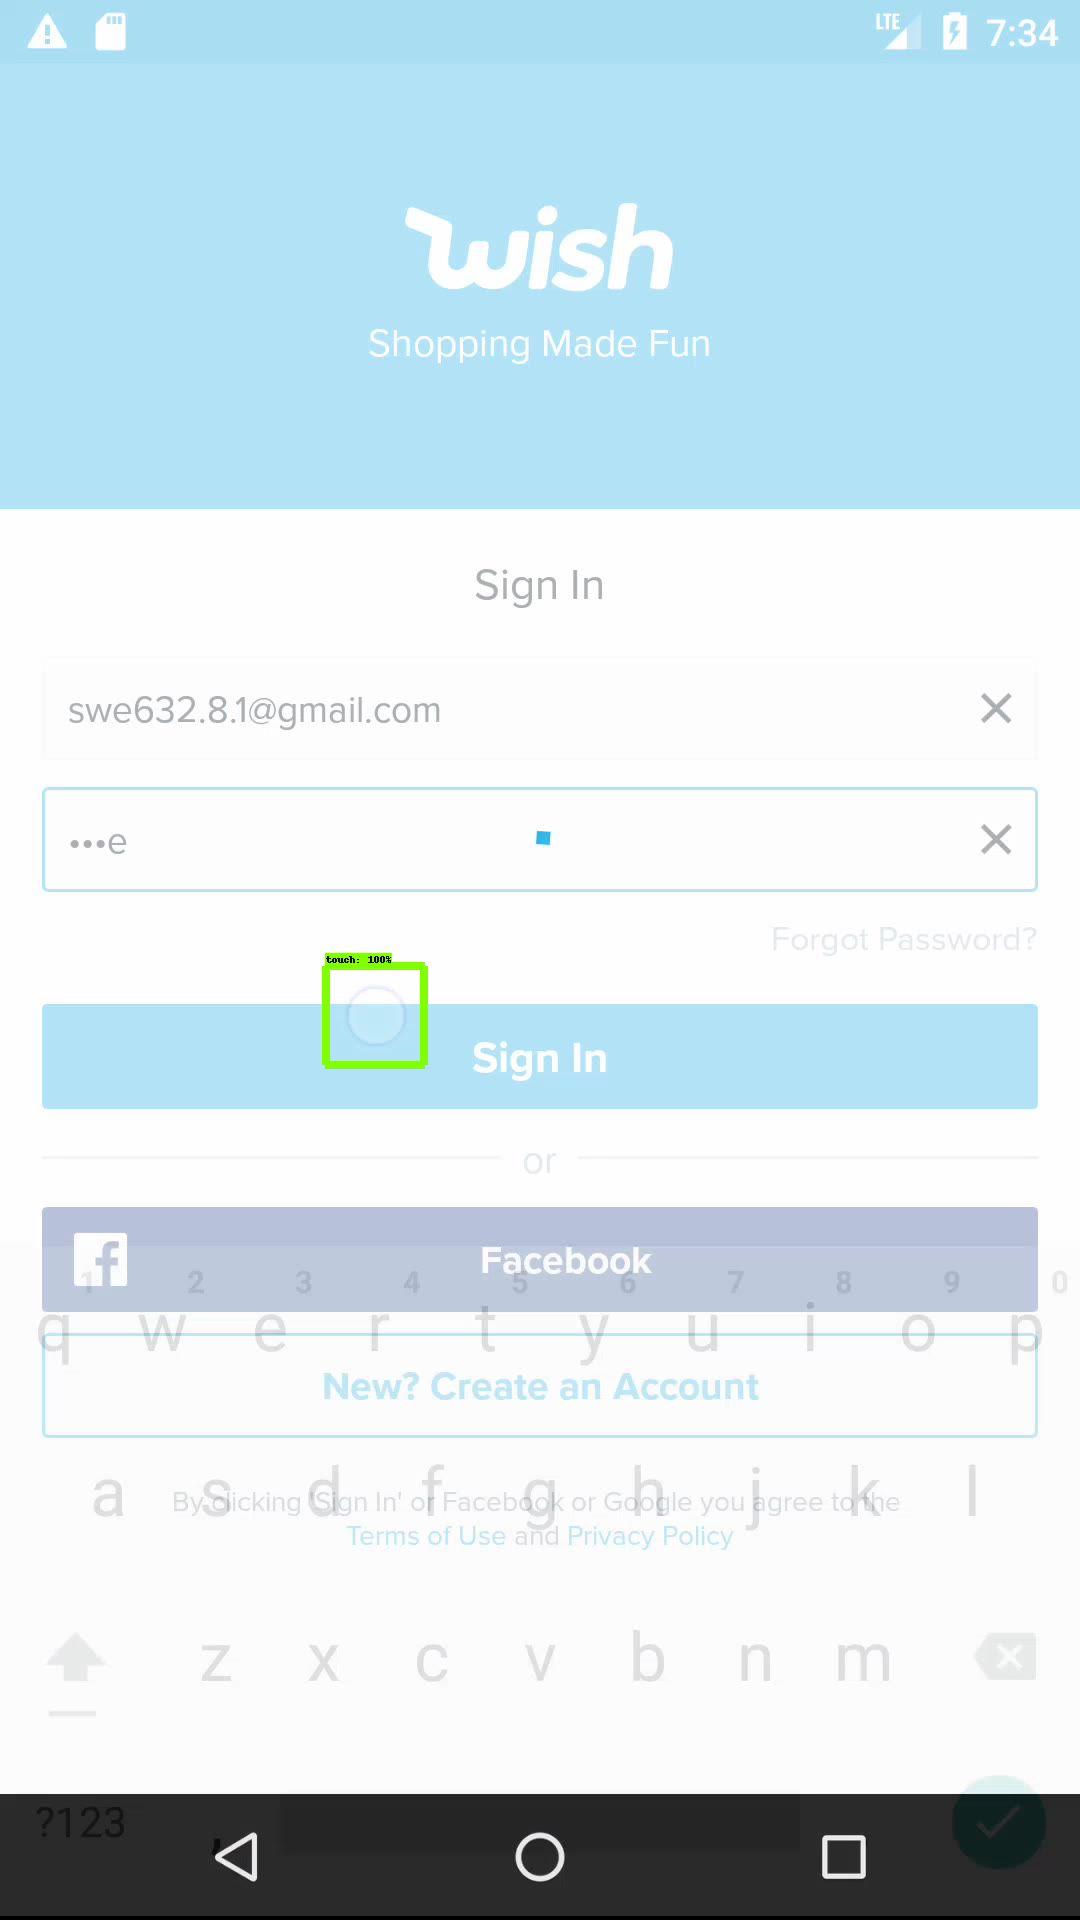 LTE 7:34
wish
Shopping Made Fun
Sign In
swe632.8.1@gmail.com
•••e
Forgot Password?
touch: 100%
Sign In
or
Facebook
1 2 3 4 5 6 7 8 9 0
q w e r t y u i o p
New? Create an Account
a s d f g h j k l
By clicking 'Sign In' or Facebook or Google you agree to the
Terms of Use and Privacy Policy
z x c v b n m
?123 ,